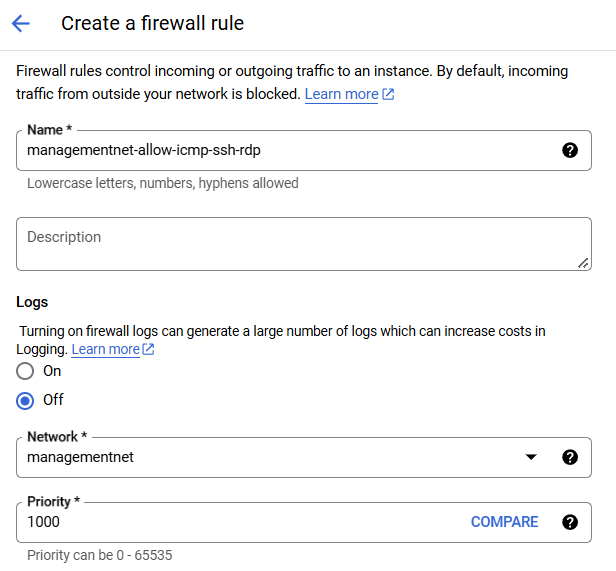 Create a firewall rule
Firewall rules control incoming or outgoing traffic to an instance. By default, incoming
traffic from outside your network is blocked. Learn more
Name *
managementnet-allow-icmp-ssh-rdp
Lowercase letters, numbers, hyphens allowed
Description
Logs
Turning on firewall logs can generate a large number of logs which can increase costs in
Logging. Learn more
On
Off
Network *
managementnet
Priority *
1000 COMPARE
Priority can be 0 - 65535